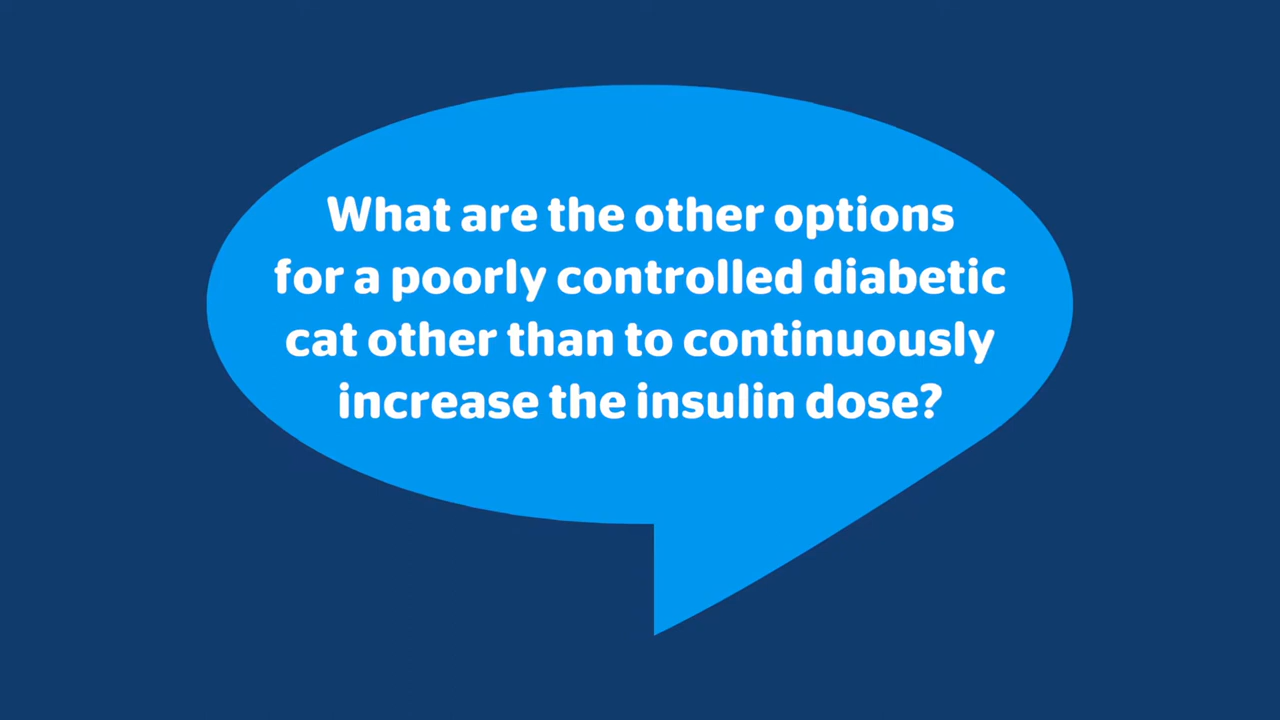 What are the other options
for a poorly controlled diabetic
cat other than to continuously
increase the insulin dose?